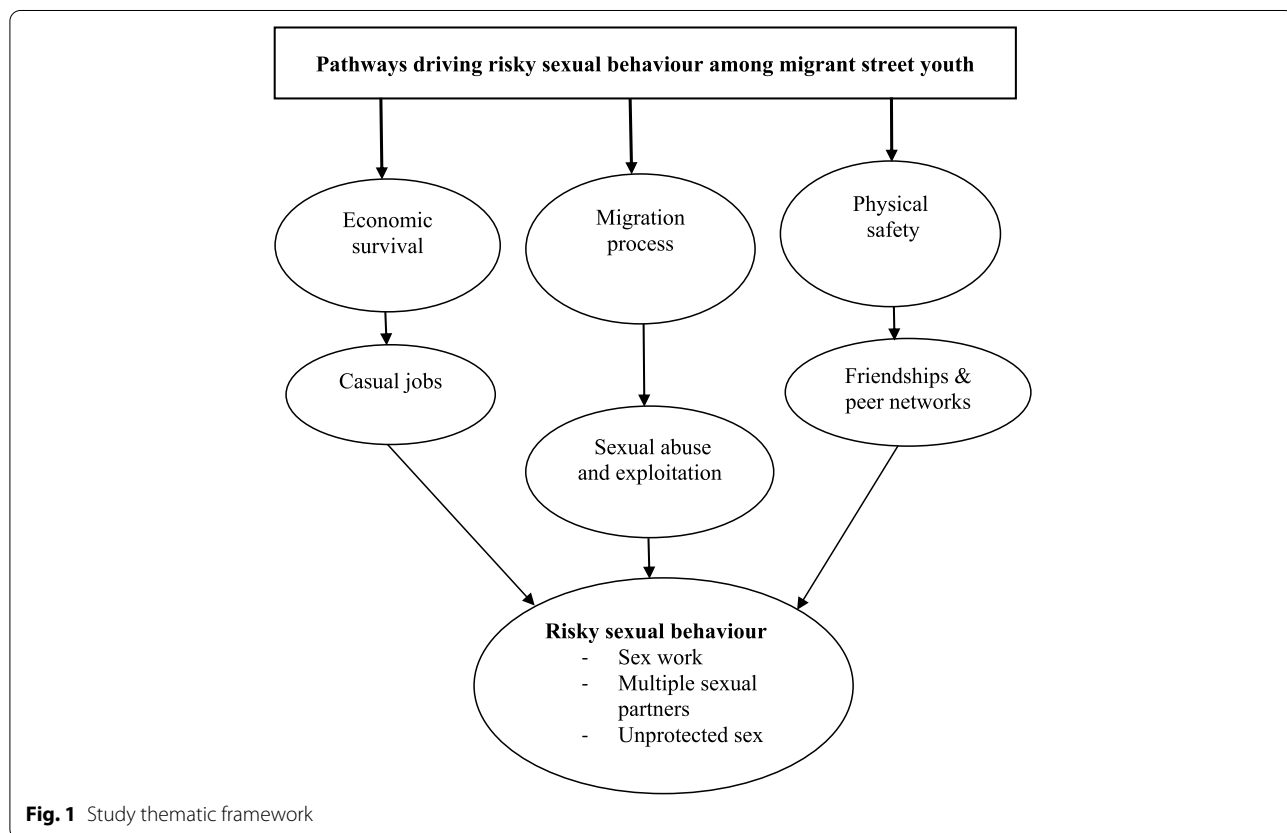 Pathways driving risky sexual behaviour among migrant street youth
Economic
survival
Migration
process
Physical
safety
Casual jobs
Sexual abuse
and exploitation
Friendships &
peer networks
Risky sexual behaviour
- Sex work
- Multiple sexual
partners
- Unprotected sex
Fig. 1 Study thematic framework